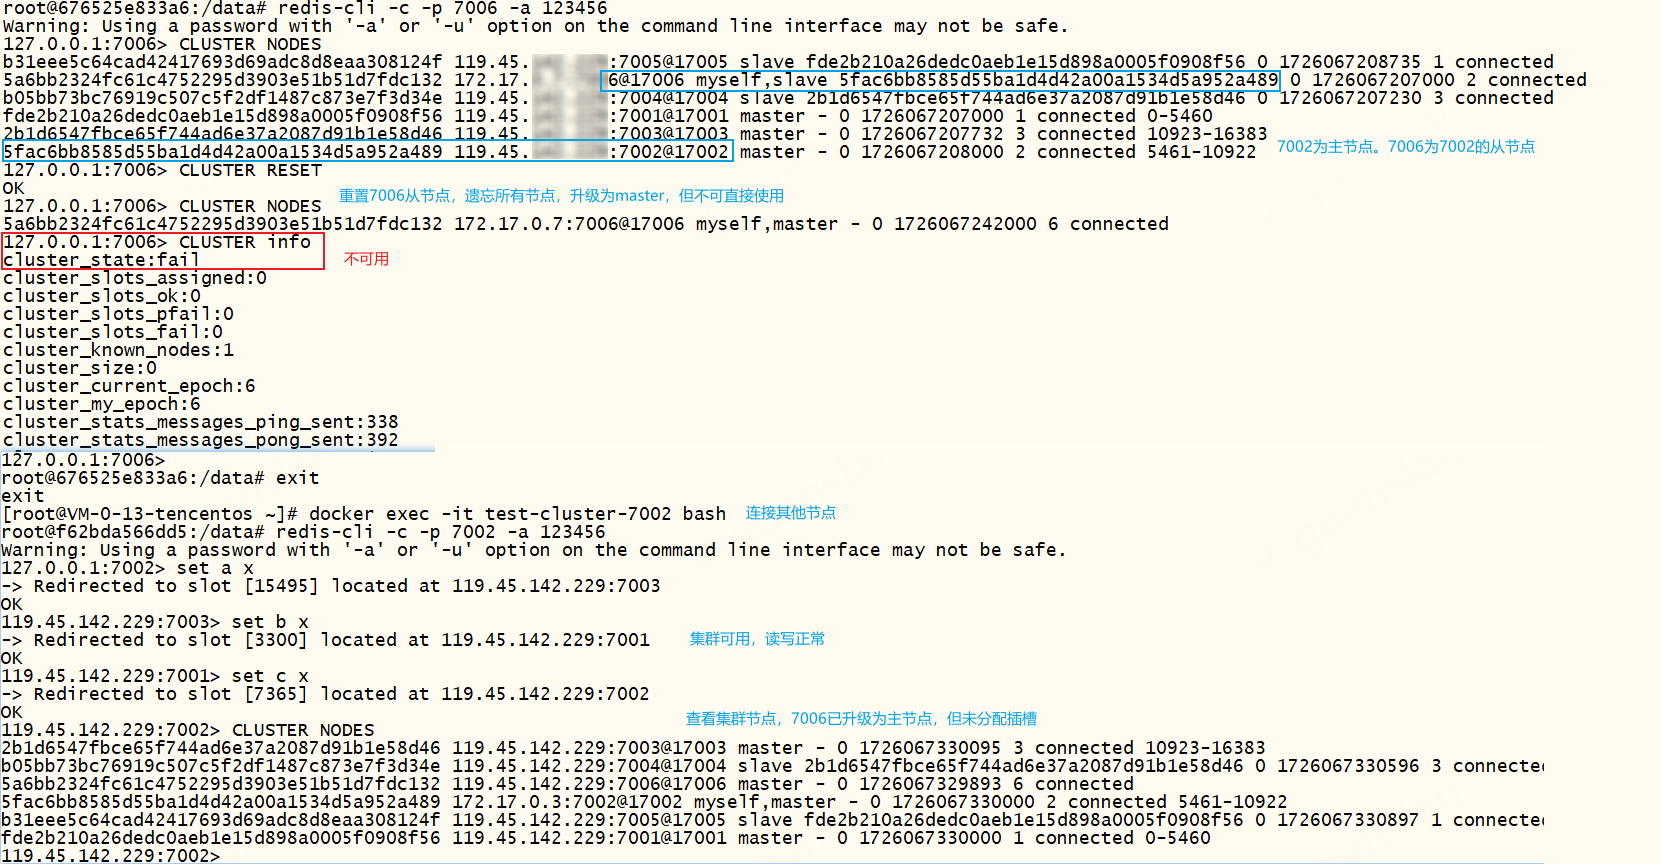 root@676525e833a6:/data# redis-cli -c -p 7006 -a 123456
Warning: Using a password with '-a' or '-u' option on the command line interface may not be safe.
127.0.0.1:7006> CLUSTER NODES
b31eee5c64cad42417693d69adc8d8eaa308124f 119.45. :7005@17005 slave fde2b210a26dedc0aeb1e15d898a0005f0908f56 0 1726067208735 1 connected
5a6bb2324fc61c4752295d3903e51b51d7fdc132 172.17. 6@17006 myself,slave 5fac6bb8585d55ba1d4d42a00a1534d5a952a489 0 1726067207000 2 connected
b05bb73bc76919c507c5f2df1487c873e7f3d34e 119.45. :7004@17004 slave 2b1d6547fbce65f744ad6e37a2087d91b1e58d46 0 1726067207230 3 connected
fde2b210a26dedc0aeb1e15d898a0005f0908f56 119.45. :7001@17001 master - 0 1726067207000 1 connected 0-5460
2b1d6547fbce65f744ad6e37a2087d91b1e58d46 119.45. :7003@17003 master - 0 1726067207732 3 connected 10923-16383
5fac6bb8585d55ba1d4d42a00a1534d5a952a489 119.45. :7002@17002 master - 0 1726067208000 2 connected 5461-10922 7002为主节点。7006为7002的从节点
127.0.0.1:7006> CLUSTER RESET
OK
重置7006从节点，遗忘所有节点，升级为master，但不可直接使用
127.0.0.1:7006> CLUSTER NODES
5a6bb2324fc61c4752295d3903e51b51d7fdc132 172.17.0.7:7006@17006 myself,master - 0 1726067242000 6 connected
127.0.0.1:7006> CLUSTER info
cluster_state:fail 不可用
cluster_slots_assigned:0
cluster_slots_ok:0
cluster_slots_pfail:0
cluster_slots_fail:0
cluster_known_nodes:1
cluster_size:0
cluster_current_epoch:6
cluster_my_epoch:6
cluster_stats_messages_ping_sent:338
cluster_stats_messages_pong_sent:392
127.0.0.1:7006>
root@676525e833a6:/data# exit
exit
[root@VM-0-13-tencentos ~]# docker exec -it test-cluster-7002 bash 连接其他节点
root@f62bda566dd5:/data# redis-cli -c -p 7002 -a 123456
Warning: Using a password with '-a' or '-u' option on the command line interface may not be safe.
127.0.0.1:7002> set a x
-> Redirected to slot [15495] located at 119.45.142.229:7003
OK
119.45.142.229:7003> set b x
-> Redirected to slot [3300] located at 119.45.142.229:7001 集群可用，读写正常
OK
119.45.142.229:7001> set c x
-> Redirected to slot [7365] located at 119.45.142.229:7002
OK
查看集群节点，7006已升级为主节点，但未分配插槽
119.45.142.229:7002> CLUSTER NODES
2b1d6547fbce65f744ad6e37a2087d91b1e58d46 119.45.142.229:7003@17003 master - 0 1726067330095 3 connected 10923-16383
b05bb73bc76919c507c5f2df1487c873e7f3d34e 119.45.142.229:7004@17004 slave 2b1d6547fbce65f744ad6e37a2087d91b1e58d46 0 1726067330596 3 connected
5a6bb2324fc61c4752295d3903e51b51d7fdc132 119.45.142.229:7006@17006 master - 0 1726067329893 6 connected
5fac6bb8585d55ba1d4d42a00a1534d5a952a489 172.17.0.3:7002@17002 myself,master - 0 1726067330000 2 connected 5461-10922
b31eee5c64cad42417693d69adc8d8eaa308124f 119.45.142.229:7005@17005 slave fde2b210a26dedc0aeb1e15d898a0005f0908f56 0 1726067330897 1 connected
fde2b210a26dedc0aeb1e15d898a0005f0908f56 119.45.142.229:7001@17001 master - 0 1726067330000 1 connected 0-5460
119.45.142.229:7002>